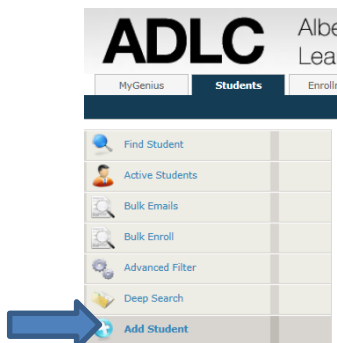 ADLC
Albe
Lea
MyGenius Students Enrolln
Find Student
Active Students
Bulk Emails
Bulk Enroll
Advanced Filter
Deep Search
Add Student